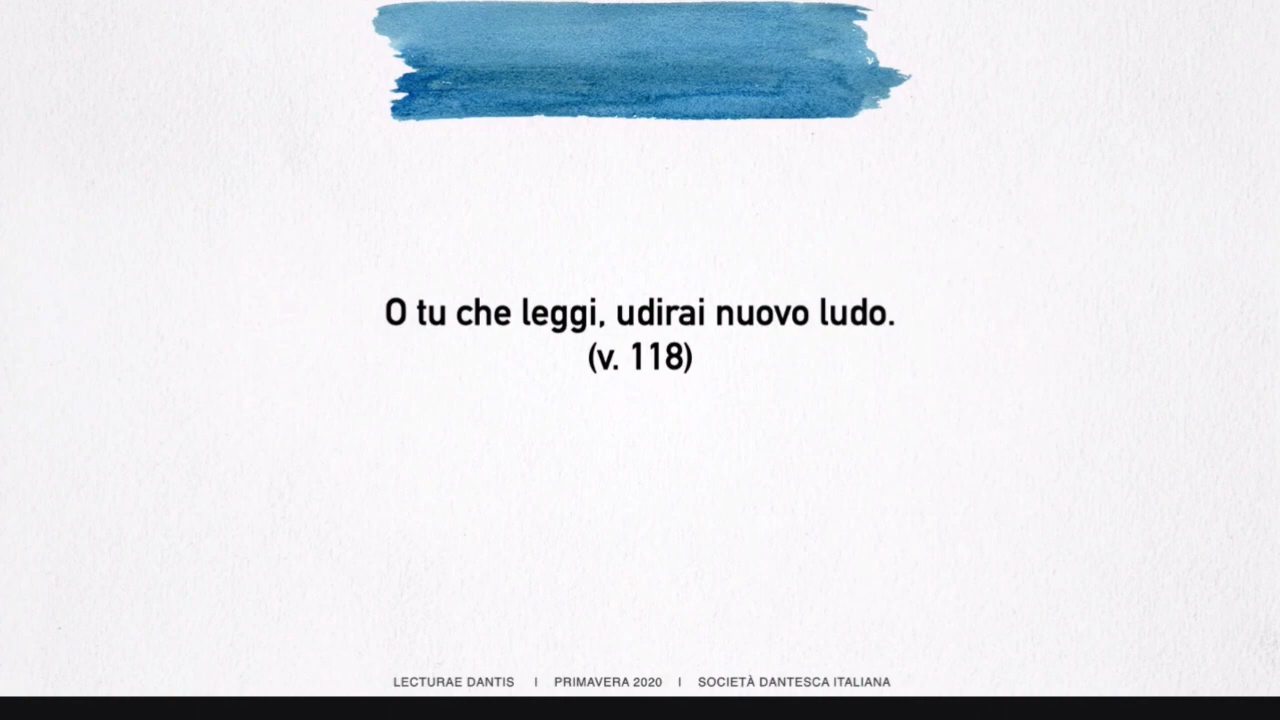 O tu che leggi, udirai nuovo ludo.
(v. 118)
LECTURAE DANTIS I PRIMAVERA 2020 I SOCIETÀ DANTESCA ITALIANA